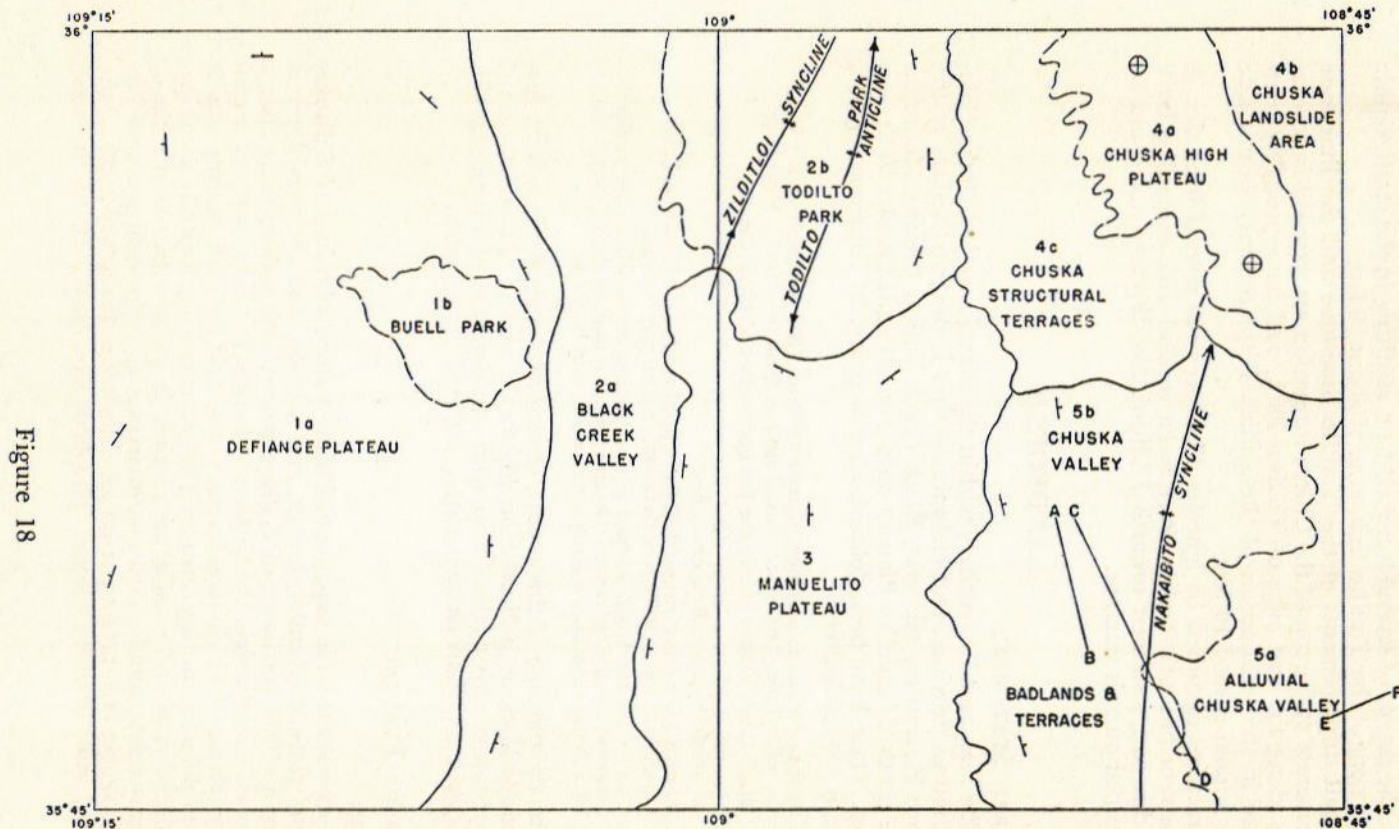 109° 15'
109°
108° 45'
36°
36°
ZILDITLOI SYNCLINE
TODILTO PARK ANTICLINE
2b
TODILTO
PARK
4a
CHUSKA HIGH
PLATEAU
4b
CHUSKA
LANDSLIDE
AREA
4c
CHUSKA
STRUCTURAL
TERRACES
1b
BUELL PARK
1a
DEFIANCE PLATEAU
2a
BLACK
CREEK
VALLEY
3
MANUELITO
PLATEAU
5b
CHUSKA
VALLEY
A C
NAKAIBITO SYNCLINE
B
BADLANDS &
TERRACES
5a
ALLUVIAL
CHUSKA VALLEY
E
F
D
35° 45'
35° 45'
109° 15'
109°
108° 45'
Figure 18